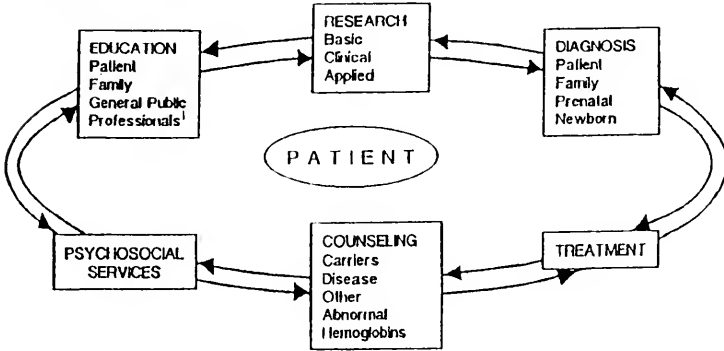 RESEARCH
Basic
Clinical
Applied
EDUCATION
Patient
Family
General Public
Professionals¹
DIAGNOSIS
Patient
Family
Prenatal
Newborn
PATIENT
PSYCHOSOCIAL
SERVICES
COUNSELING
Carriers
Disease
Other
Abnormal
Hemoglobins
TREATMENT